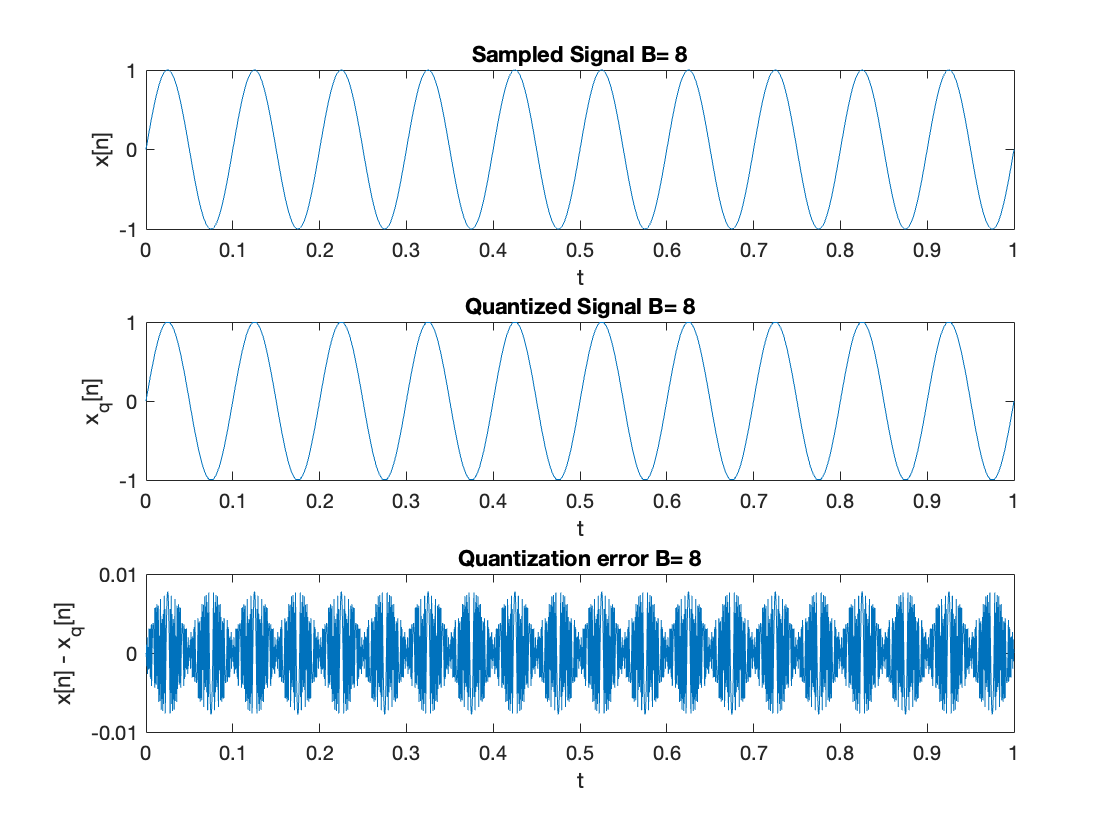 Sampled Signal B= 8
1
0
-1
x[n]
0 0.1 0.2 0.3 0.4 0.5 0.6 0.7 0.8 0.9 1
t
Quantized Signal B= 8
1
0
-1
x_q[n]
0 0.1 0.2 0.3 0.4 0.5 0.6 0.7 0.8 0.9 1
t
Quantization error B= 8
0.01
0
-0.01
x[n] - x_q[n]
0 0.1 0.2 0.3 0.4 0.5 0.6 0.7 0.8 0.9 1
t